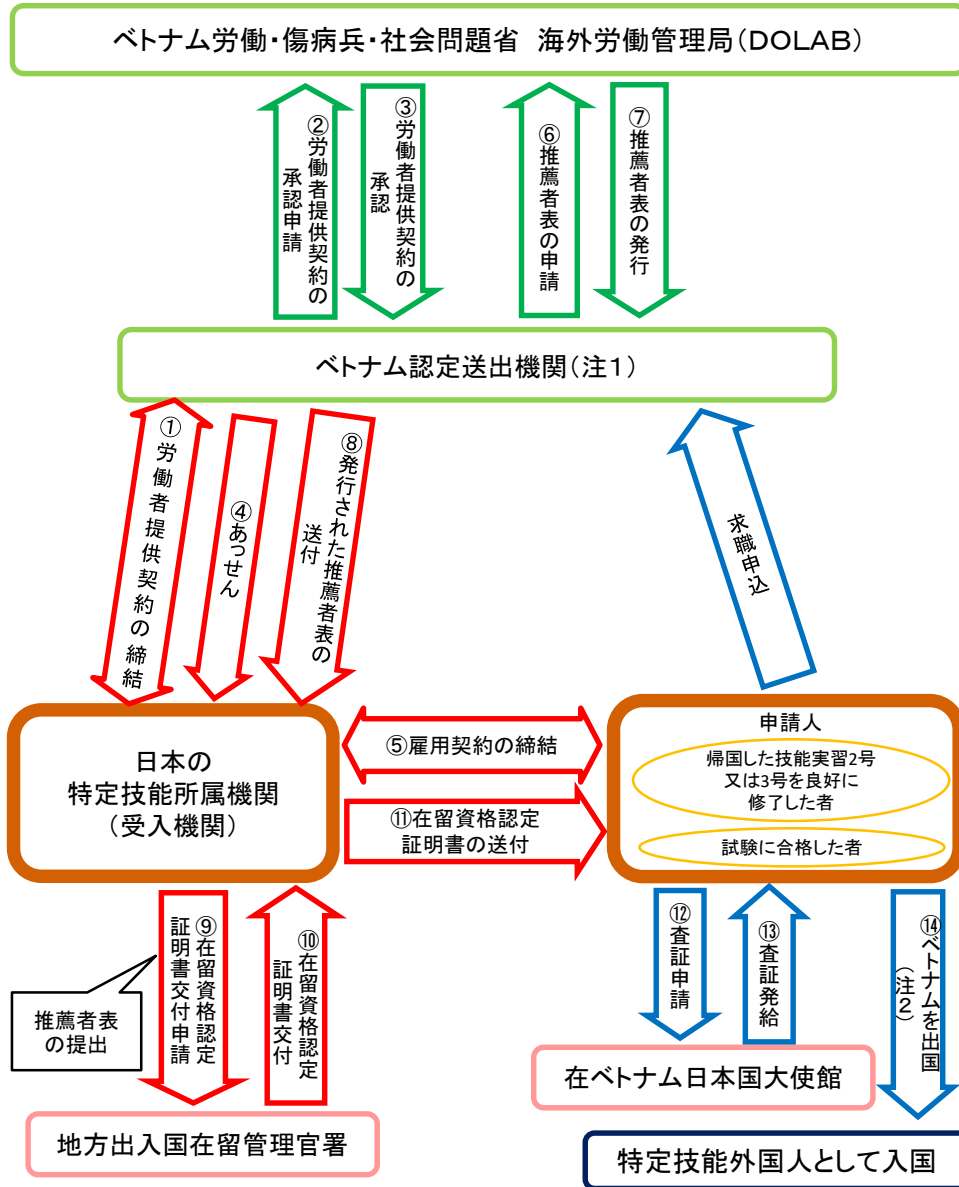 ベトナム労働・傷病兵・社会問題省　海外労働管理局（DOLAB）
②労働者提供契約の
承認申請
③労働者提供契約の
承認
⑥推薦者表の申請
⑦推薦者表の発行
ベトナム認定送出機関（注１）
①労働者提供契約の締結
④あっせん
⑧発行された推薦者表の
送付
求職申込
日本の
特定技能所属機関
（受入機関）
⑤雇用契約の締結
⑪在留資格認定
証明書の送付
申請人
帰国した技能実習2号
又は3号を良好に
修了した者
試験に合格した者
⑨在留資格認定
証明書交付申請
⑩在留資格認定
証明書交付
推薦者表
の提出
⑫査証申請
⑬査証発給
⑭ベトナムを出国
（注２）
在ベトナム日本国大使館
地方出入国在留管理官署
特定技能外国人として入国